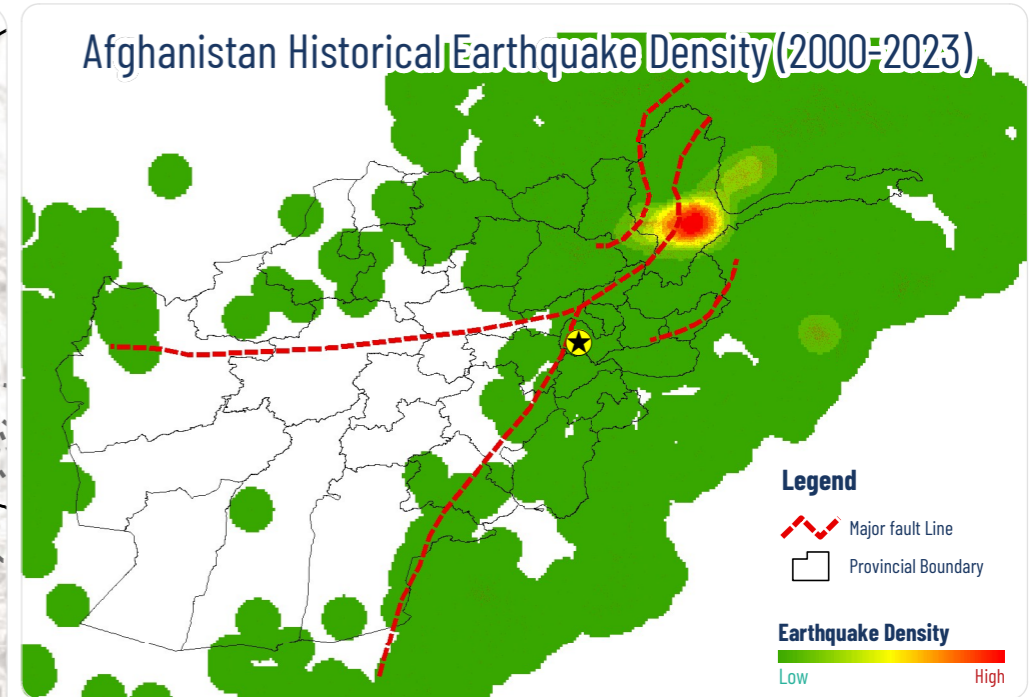 Afghanistan Historical Earthquake Density (2000-2023)
Legend
Major fault Line
Provincial Boundary
Earthquake Density
Low High